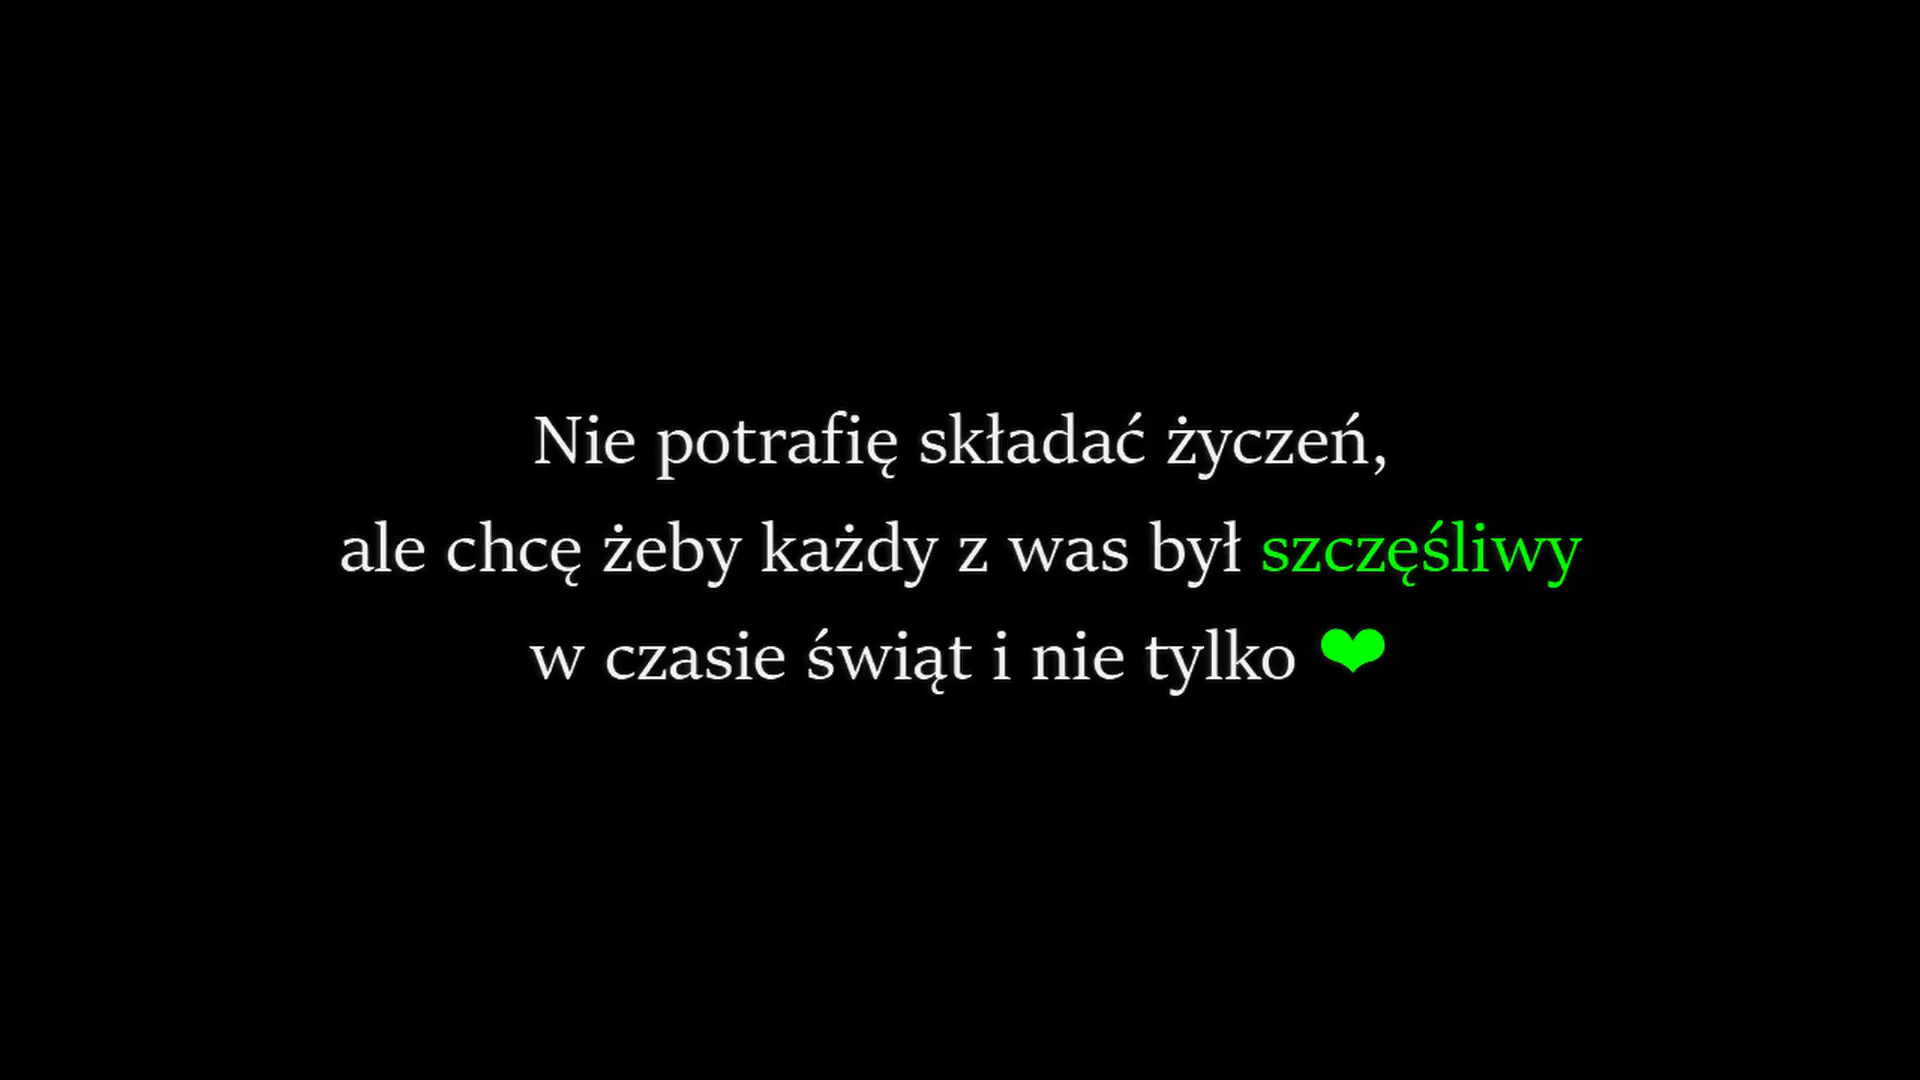 Nie potrafię składać życzeń,
ale chcę żeby każdy z was był szczęśliwy
w czasie świąt i nie tylko ❤